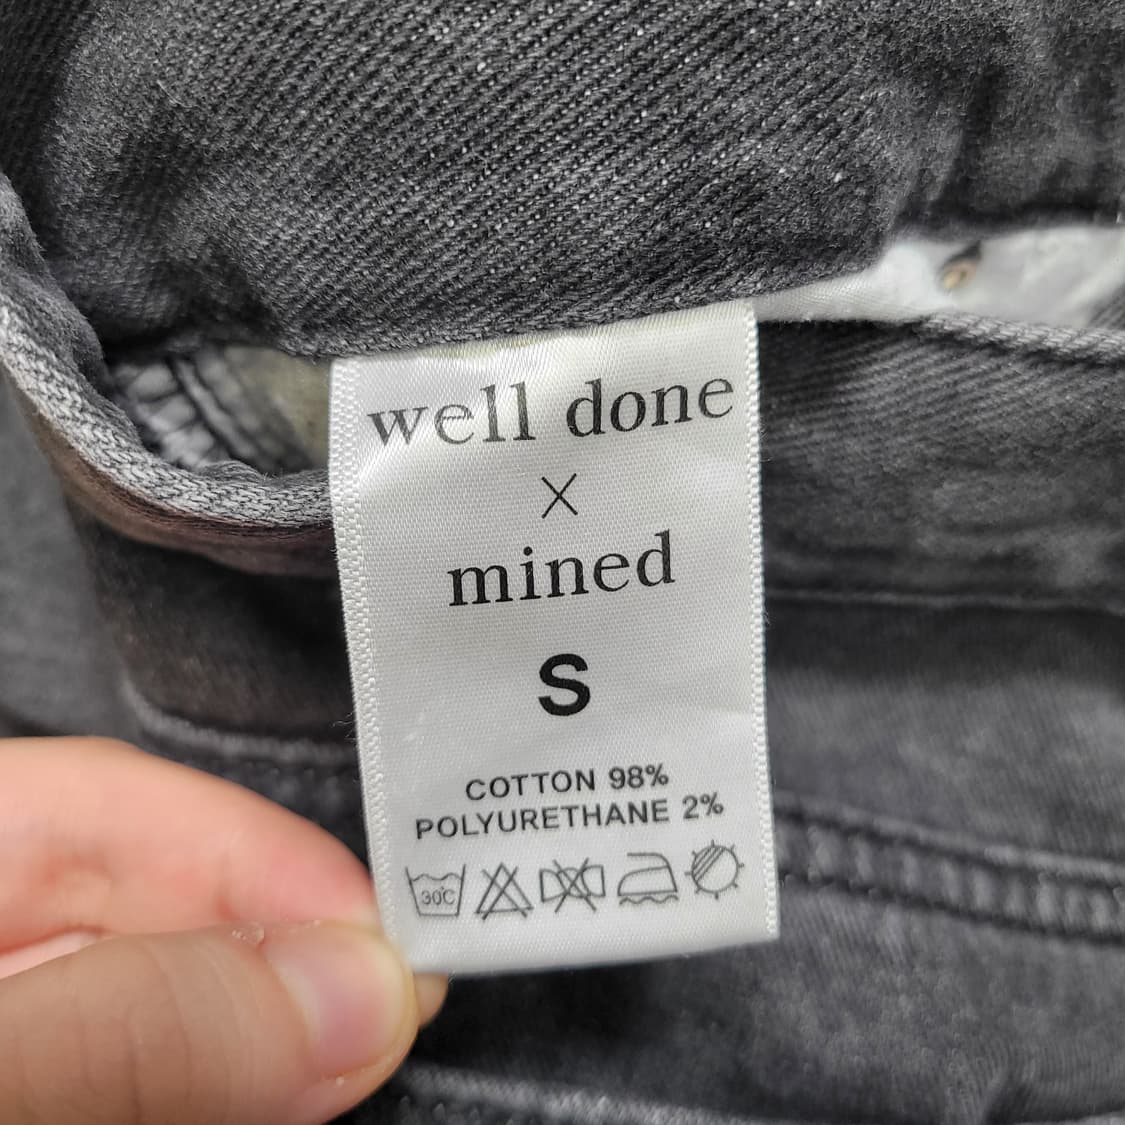 well done
×
mined
S
COTTON 98%
POLYURETHANE 2%
30℃